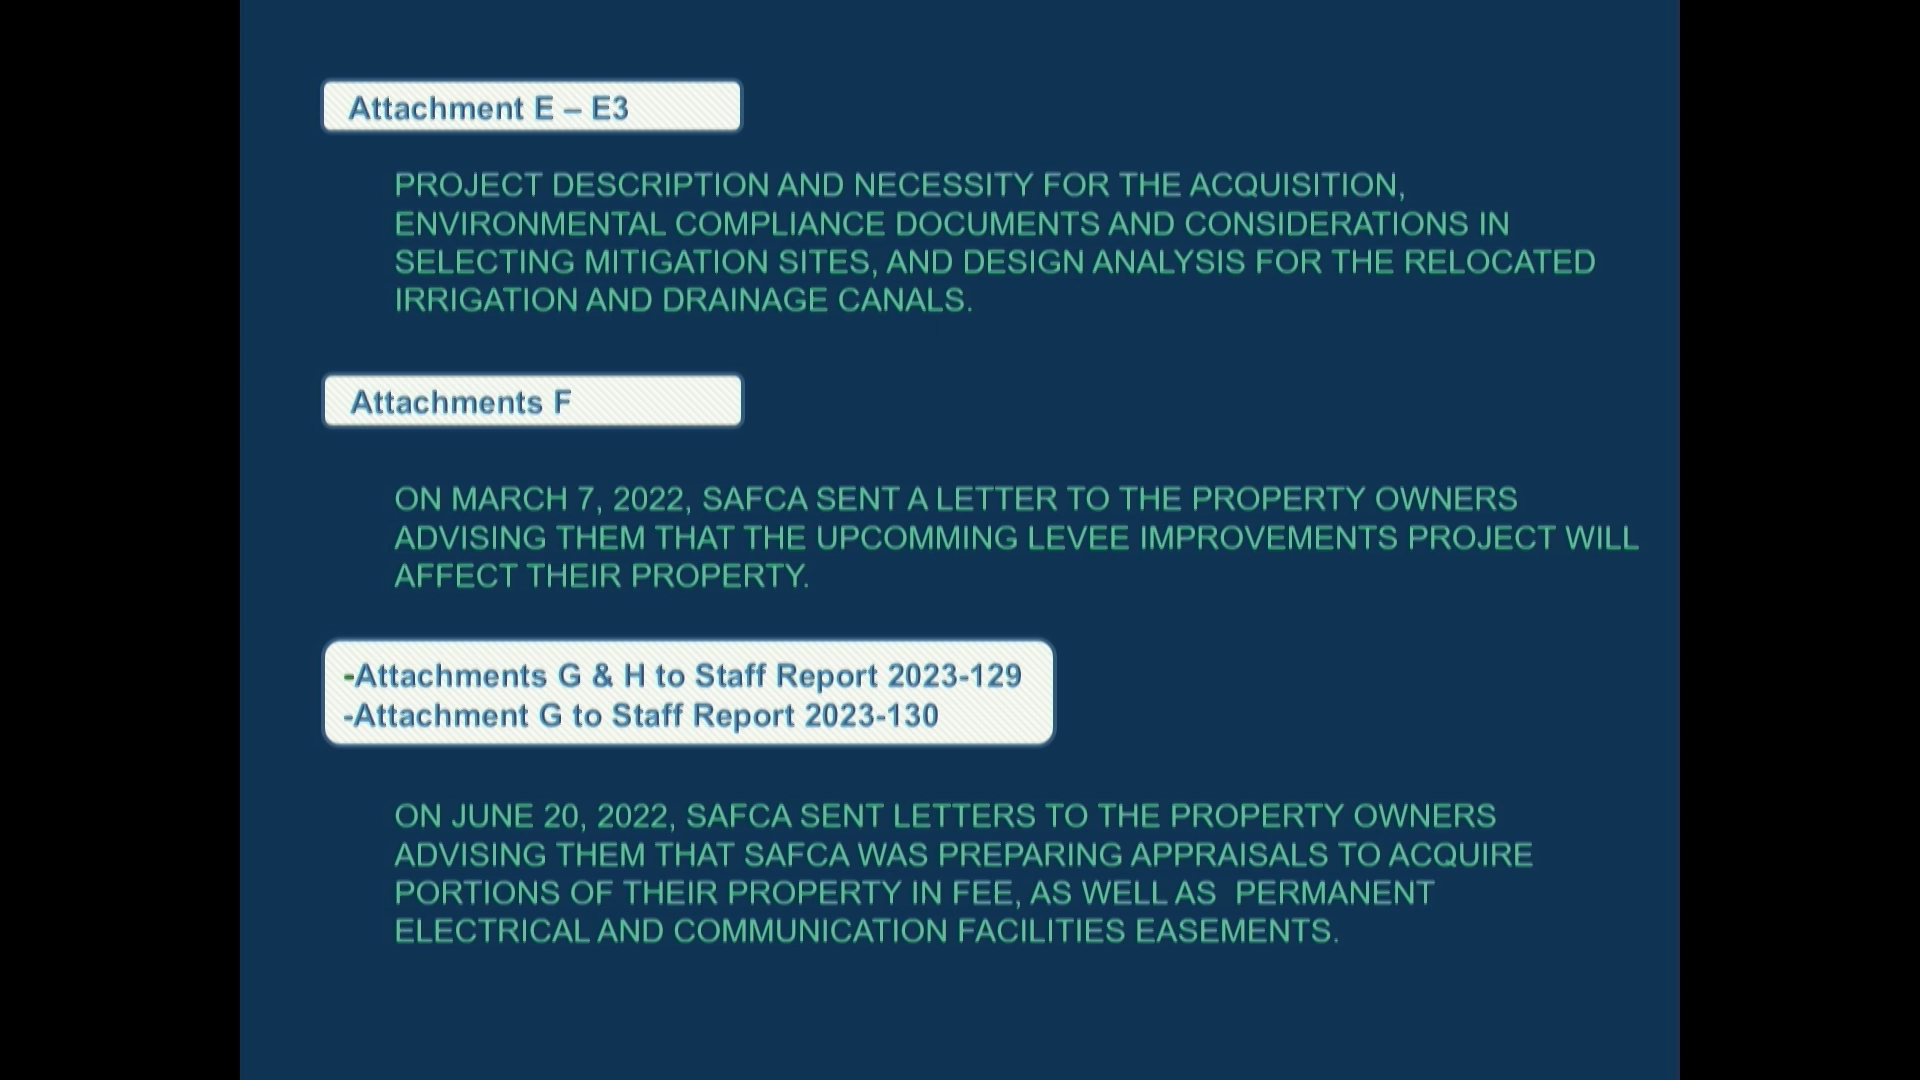 Attachment E – E3
PROJECT DESCRIPTION AND NECESSITY FOR THE ACQUISITION,
ENVIRONMENTAL COMPLIANCE DOCUMENTS AND CONSIDERATIONS IN
SELECTING MITIGATION SITES, AND DESIGN ANALYSIS FOR THE RELOCATED
IRRIGATION AND DRAINAGE CANALS.
Attachments F
ON MARCH 7, 2022, SAFCA SENT A LETTER TO THE PROPERTY OWNERS
ADVISING THEM THAT THE UPCOMMING LEVEE IMPROVEMENTS PROJECT WILL
AFFECT THEIR PROPERTY.
-Attachments G & H to Staff Report 2023-129
-Attachment G to Staff Report 2023-130
ON JUNE 20, 2022, SAFCA SENT LETTERS TO THE PROPERTY OWNERS
ADVISING THEM THAT SAFCA WAS PREPARING APPRAISALS TO ACQUIRE
PORTIONS OF THEIR PROPERTY IN FEE, AS WELL AS  PERMANENT
ELECTRICAL AND COMMUNICATION FACILITIES EASEMENTS.